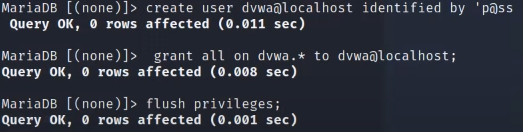 MariaDB [(none)]> create user dvwa@localhost identified by 'p@ss
Query OK, 0 rows affected (0.011 sec)
MariaDB [(none)]>  grant all on dvwa.* to dvwa@localhost;
Query OK, 0 rows affected (0.008 sec)
MariaDB [(none)]> flush privileges;
Query OK, 0 rows affected (0.001 sec)